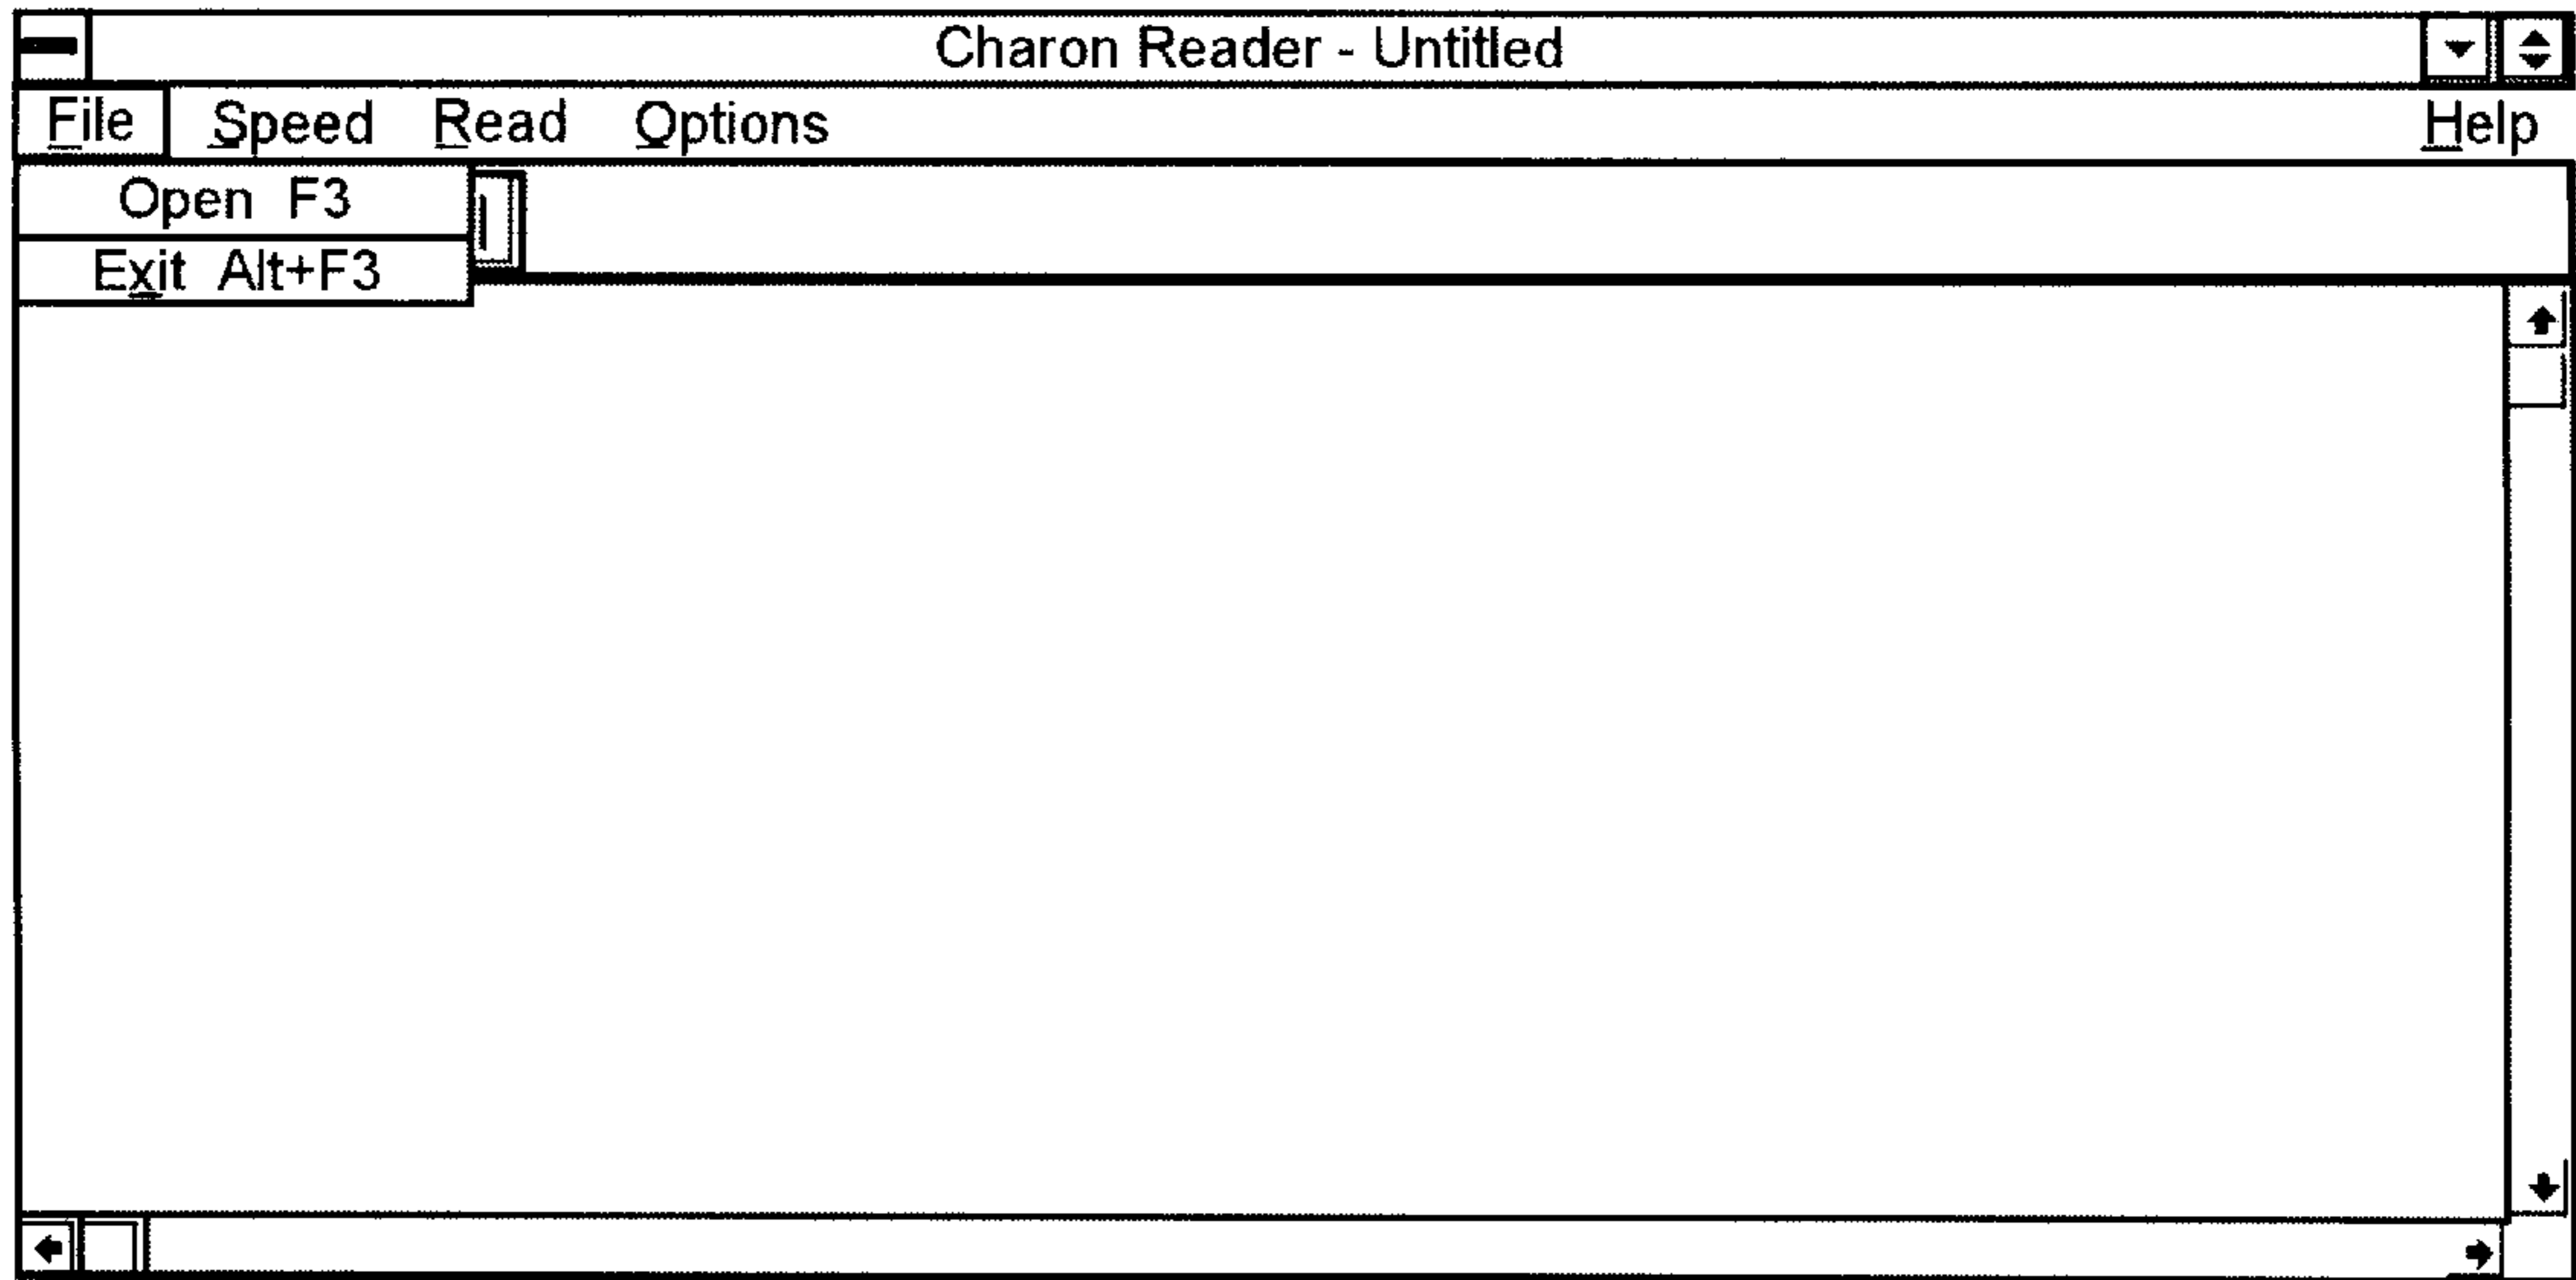 Charon Reader - Untitled
File Speed Read Options Help
Open F3
Exit Alt+F3